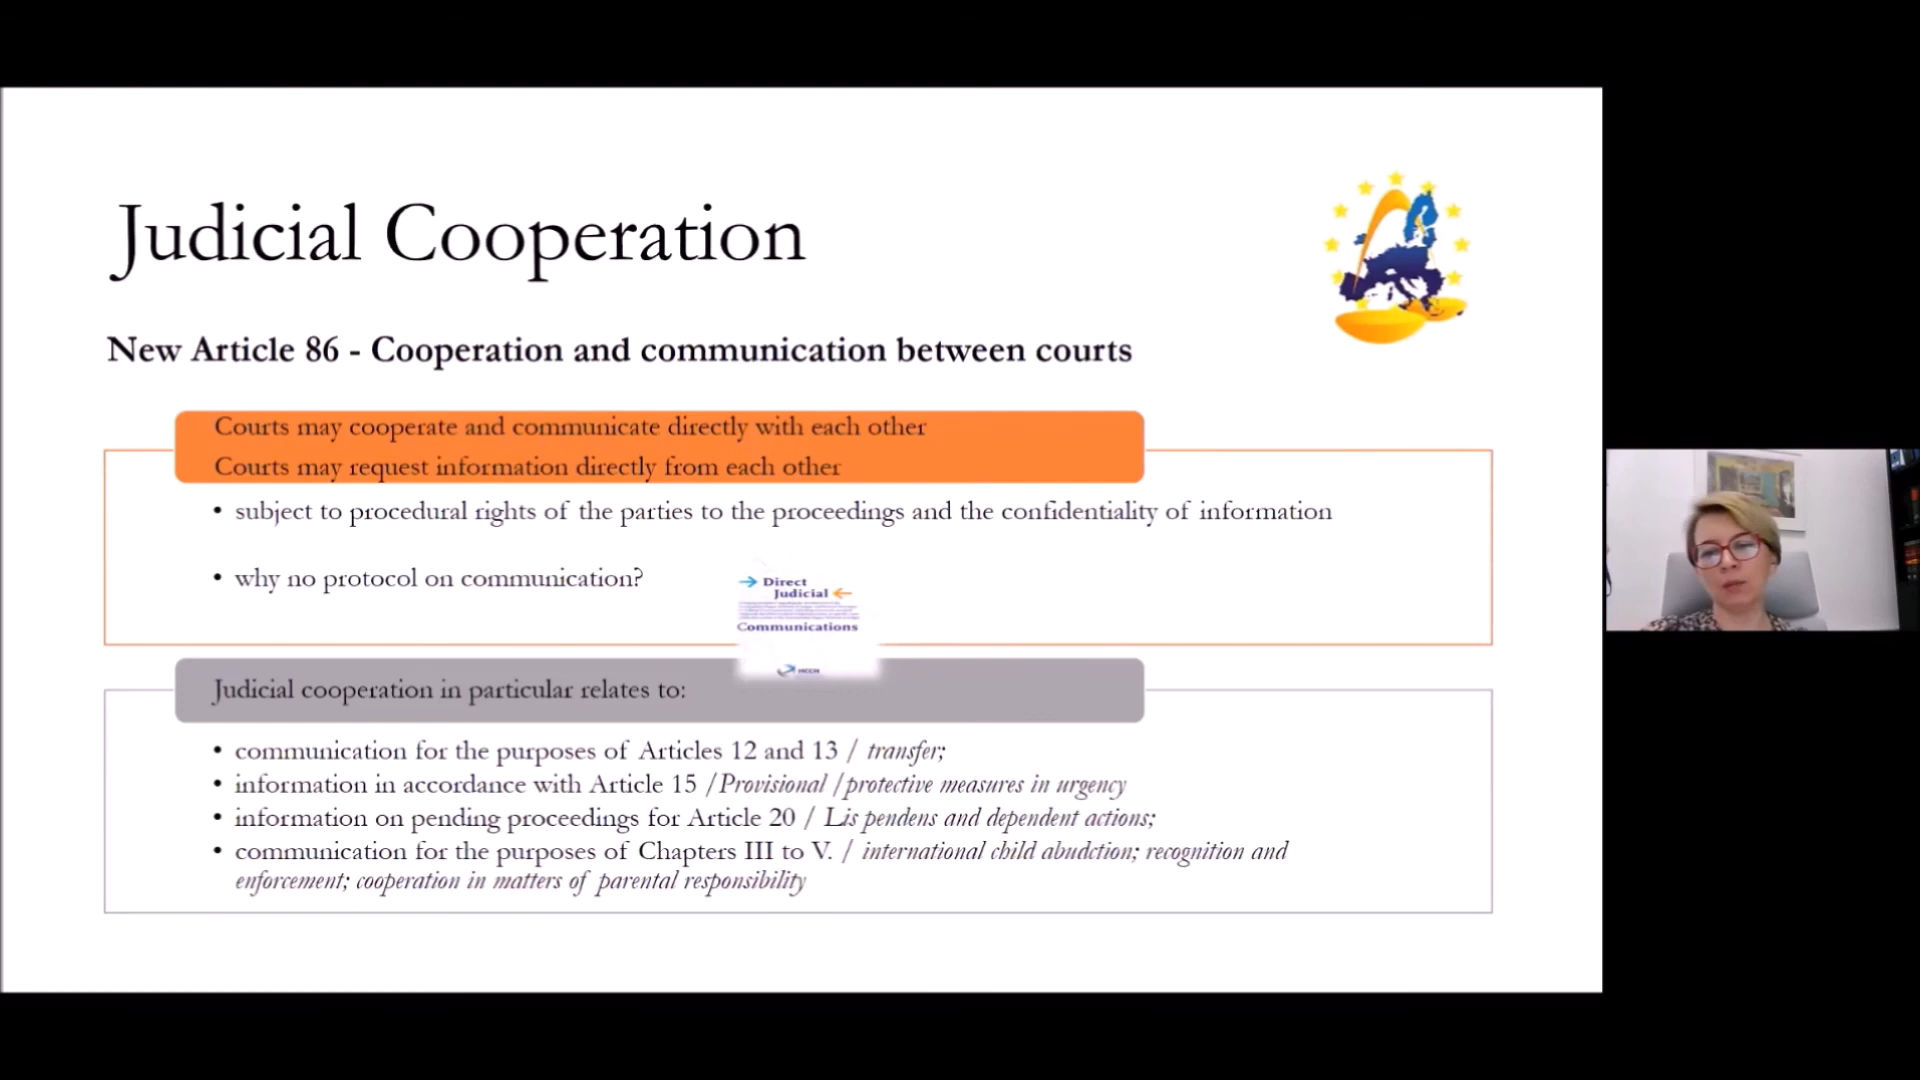 Judicial Cooperation
New Article 86 - Cooperation and communication between courts
Courts may cooperate and communicate directly with each other
Courts may request information directly from each other
• subject to procedural rights of the parties to the proceedings and the confidentiality of information
• why no protocol on communication?
Direct
Judicial
Communications
HCCH
Judicial cooperation in particular relates to:
• communication for the purposes of Articles 12 and 13 / transfer;
• information in accordance with Article 15 /Provisional /protective measures in urgency
• information on pending proceedings for Article 20 / Lis pendens and dependent actions;
• communication for the purposes of Chapters III to V. / international child abudction; recognition and
enforcement; cooperation in matters of parental responsibility